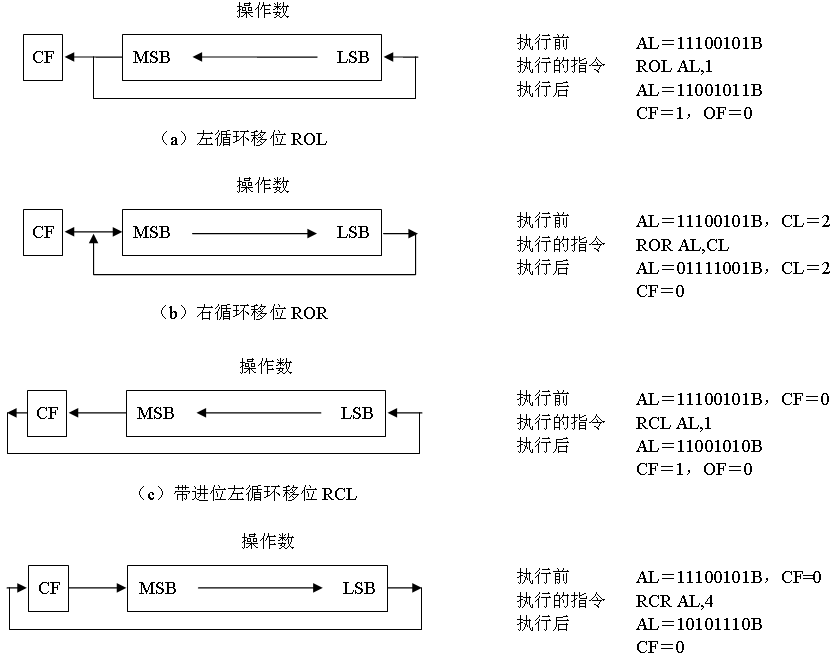 操作数
CF MSB LSB
（a）左循环移位 ROL
执行前 AL＝11100101B
执行的指令 ROL AL,1
执行后 AL＝11001011B
CF＝1，OF＝0
操作数
CF MSB LSB
（b）右循环移位 ROR
执行前 AL＝11100101B，CL＝2
执行的指令 ROR AL,CL
执行后 AL＝01111001B，CL＝2
CF＝0
操作数
CF MSB LSB
（c）带进位左循环移位 RCL
执行前 AL＝11100101B，CF＝0
执行的指令 RCL AL,1
执行后 AL＝11001010B
CF＝1，OF＝0
操作数
CF MSB LSB
执行前 AL＝11100101B，CF=0
执行的指令 RCR AL,4
执行后 AL＝10101110B
CF＝0